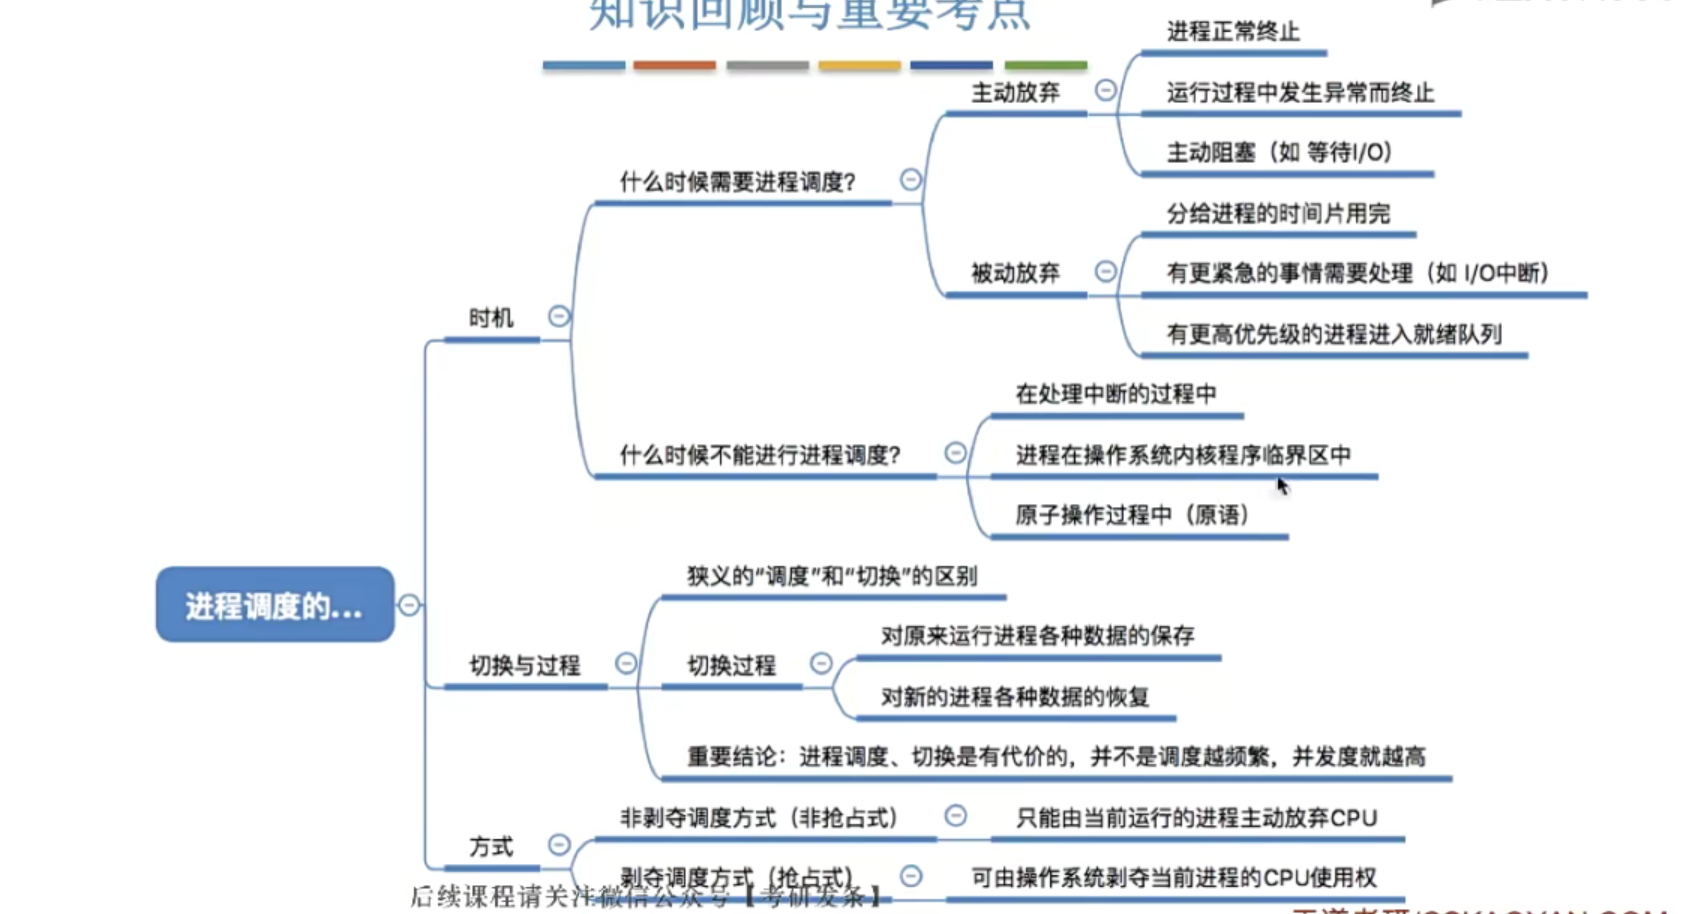 知识回顾与重要考点
进程正常终止
主动放弃
运行过程中发生异常而终止
主动阻塞（如 等待I/O）
什么时候需要进程调度？
分给进程的时间片用完
被动放弃
有更紧急的事情需要处理（如 I/O中断）
有更高优先级的进程进入就绪队列
时机
在处理中断的过程中
什么时候不能进行进程调度？
进程在操作系统内核程序临界区中
原子操作过程中（原语）
进程调度的...
狭义的“调度”和“切换”的区别
对原来运行进程各种数据的保存
切换与过程
切换过程
对新的进程各种数据的恢复
重要结论：进程调度、切换是有代价的，并不是调度越频繁，并发度就越高
非剥夺调度方式（非抢占式）
只能由当前运行的进程主动放弃CPU
方式
剥夺调度方式（抢占式）
可由操作系统剥夺当前进程的CPU使用权
后续课程请关注微信公众号【考研发条】